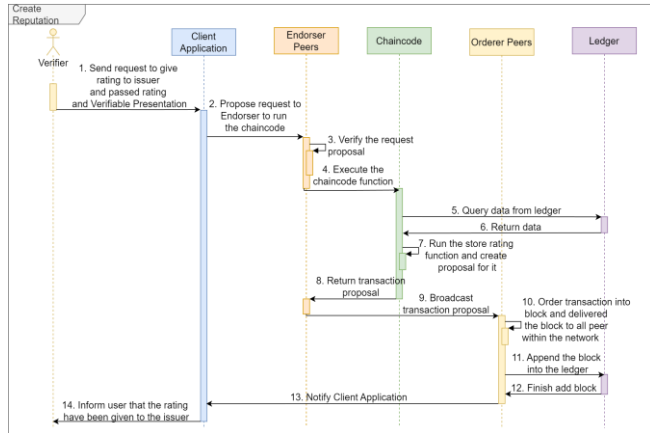 Create
Reputation
Verifier
Client
Application
Endorser
Peers
Chaincode
Orderer Peers
Ledger
1. Send request to give
rating to issuer
and passed rating
and Verifiable Presentation
2. Propose request to
Endorser to run
the chaincode
3. Verify the request
proposal
4. Execute the
chaincode function
5. Query data from ledger
6. Return data
7. Run the store rating
function and create
proposal for it
8. Return transaction
proposal
9. Broadcast
transaction proposal
10. Order transaction into
block and delivered
the block to all peer
within the network
11. Append the block
into the ledger
12. Finish add block
13. Notify Client Application
14. Inform user that the rating
have been given to the issuer